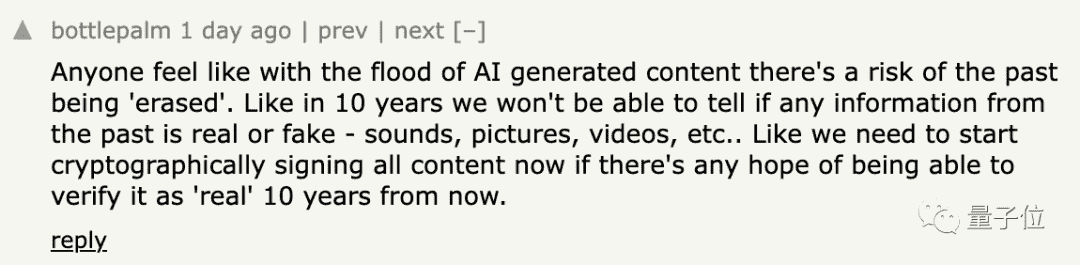 ▲ bottlepalm 1 day ago | prev | next [–]
Anyone feel like with the flood of AI generated content there's a risk of the past
being 'erased'. Like in 10 years we won't be able to tell if any information from
the past is real or fake - sounds, pictures, videos, etc.. Like we need to start
cryptographically signing all content now if there's any hope of being able to
verify it as 'real' 10 years from now.
量子位
reply